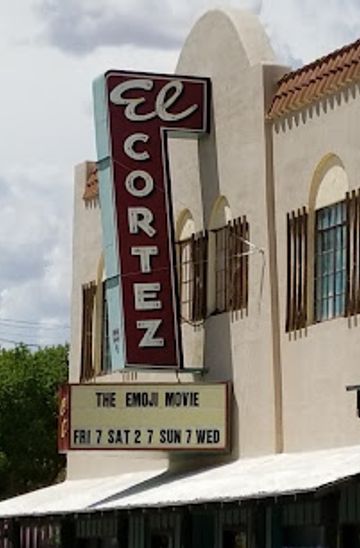 El
CORTEZ
THE EMOJI MOVIE
FRI 7 SAT 2 7 SUN 7 WED